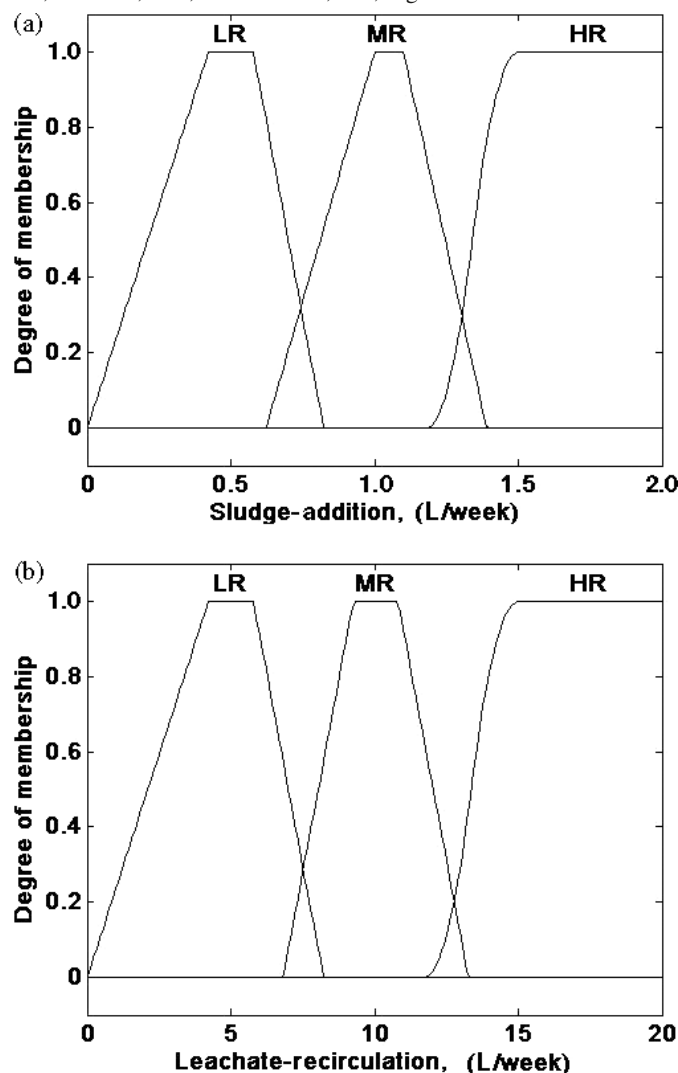 (a)
LR MR HR
1.0
0.8
0.6
0.4
0.2
0
Degree of membership
0 0.5 1.0 1.5 2.0
Sludge-addition, (L/week)
(b)
LR MR HR
1.0
0.8
0.6
0.4
0.2
0
Degree of membership
0 5 10 15 20
Leachate-recirculation, (L/week)